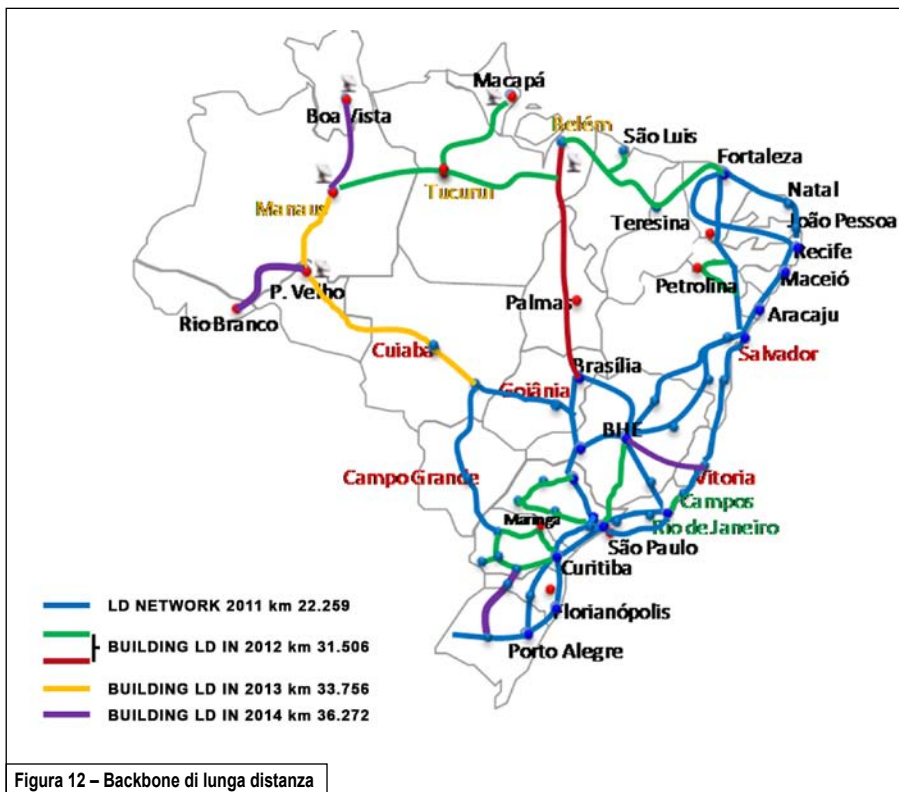 Macapá
Boa Vista
Belém
São Luis
Fortaleza
Manaus
Tucuruí
Natal
Teresina
João Pessoa
Recife
P. Velho
Petrolina
Maceió
Rio Branco
Palmas
Aracaju
Cuiaba
Salvador
Brasília
Goiânia
BHE
Campo Grande
Vitoria
Campos
Maringa
Rio de Janeiro
São Paulo
Curitiba
Florianópolis
Porto Alegre
LD NETWORK 2011 km 22.259
BUILDING LD IN 2012 km 31.506
BUILDING LD IN 2013 km 33.756
BUILDING LD IN 2014 km 36.272
Figura 12 – Backbone di lunga distanza